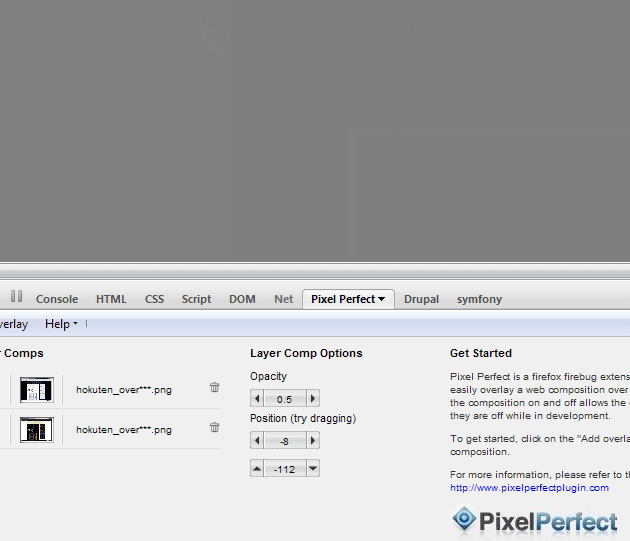 Console HTML CSS Script DOM Net Pixel Perfect Drupal symfony
verlay Help
r Comps
hokuten_over***.png
hokuten_over***.png
Layer Comp Options
Opacity
0.5
Position (try dragging)
-8
-112
Get Started
Pixel Perfect is a firefox firebug extens
easily overlay a web composition over
the composition on and off allows the
they are off while in development.
To get started, click on the "Add overla
composition.
For more information, please refer to th
http://www.pixelperfectplugin.com
PixelPerfect